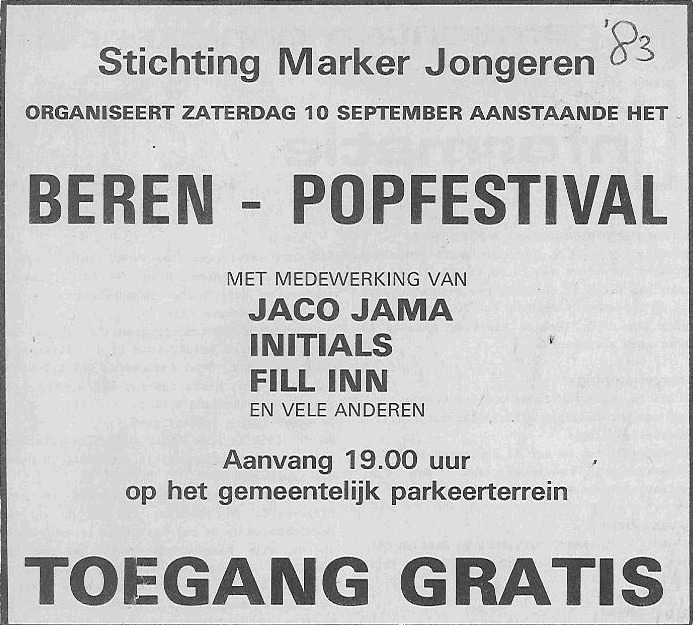 '83
Stichting Marker Jongeren
ORGANISEERT ZATERDAG 10 SEPTEMBER AANSTAANDE HET
BEREN - POPFESTIVAL
MET MEDEWERKING VAN
JACO JAMA
INITIALS
FILL INN
EN VELE ANDEREN
Aanvang 19.00 uur
op het gemeentelijk parkeerterrein
TOEGANG GRATIS